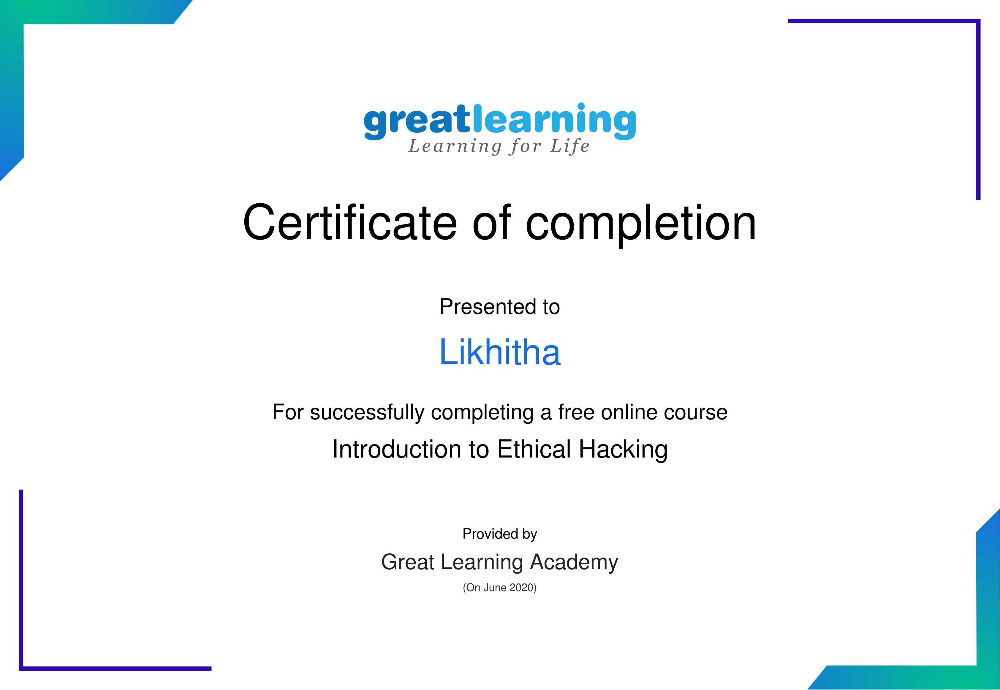 greatlearning
Learning for Life
Certificate of completion
Presented to
Likhitha
For successfully completing a free online course
Introduction to Ethical Hacking
Provided by
Great Learning Academy
(On June 2020)